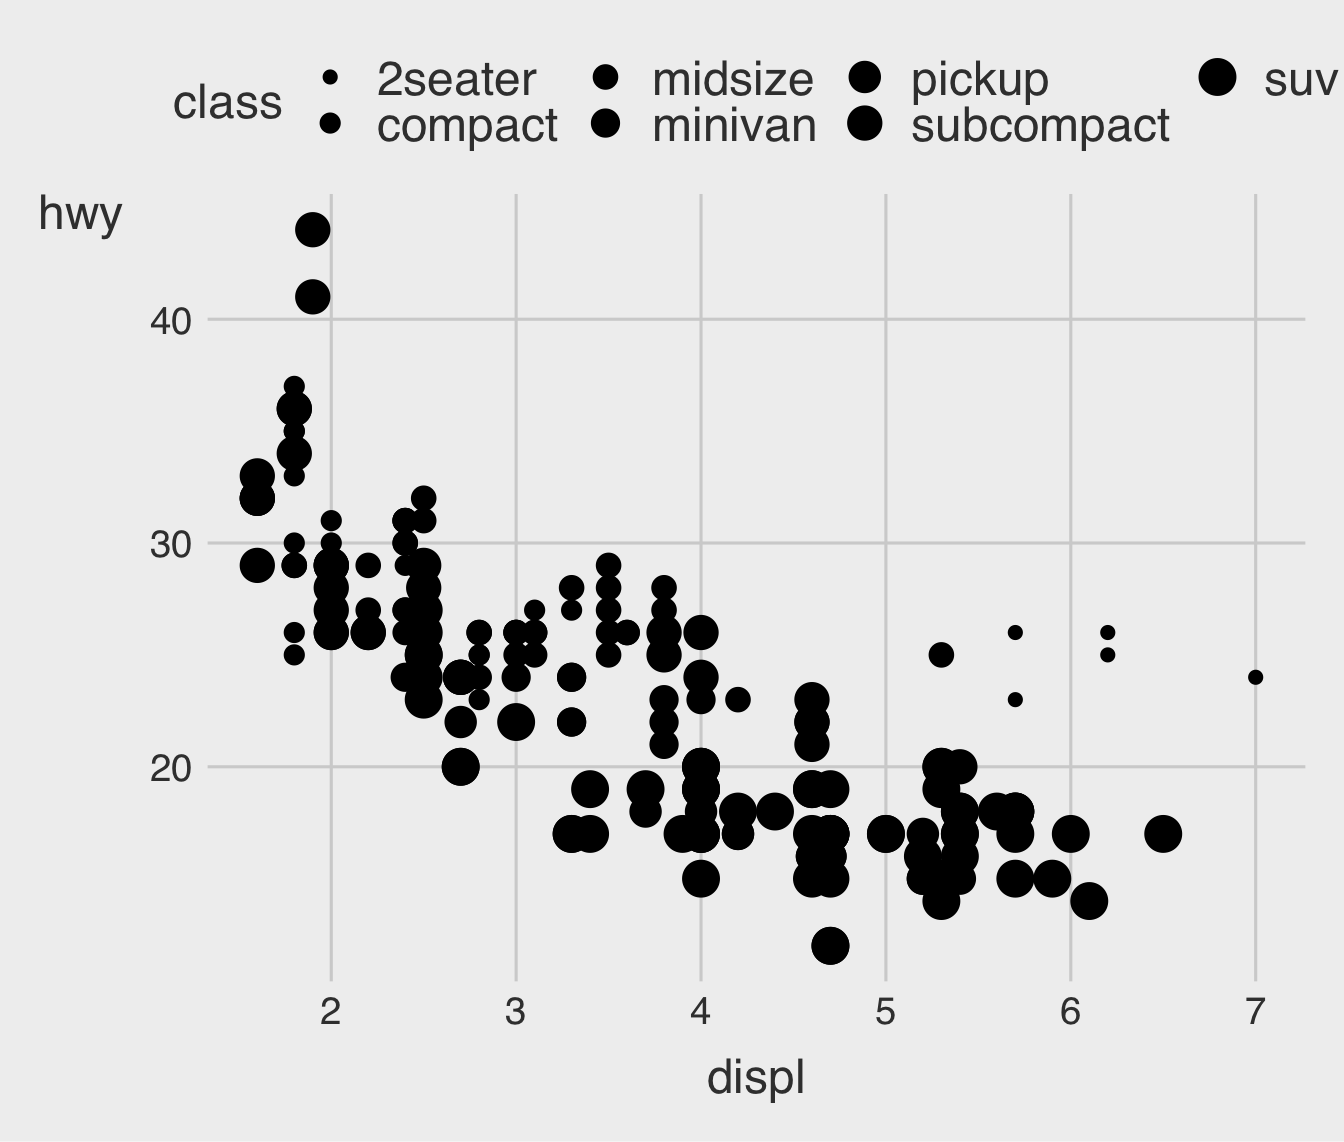 class
2seater midsize pickup suv
compact minivan subcompact
hwy
40
30
20
2 3 4 5 6 7
displ